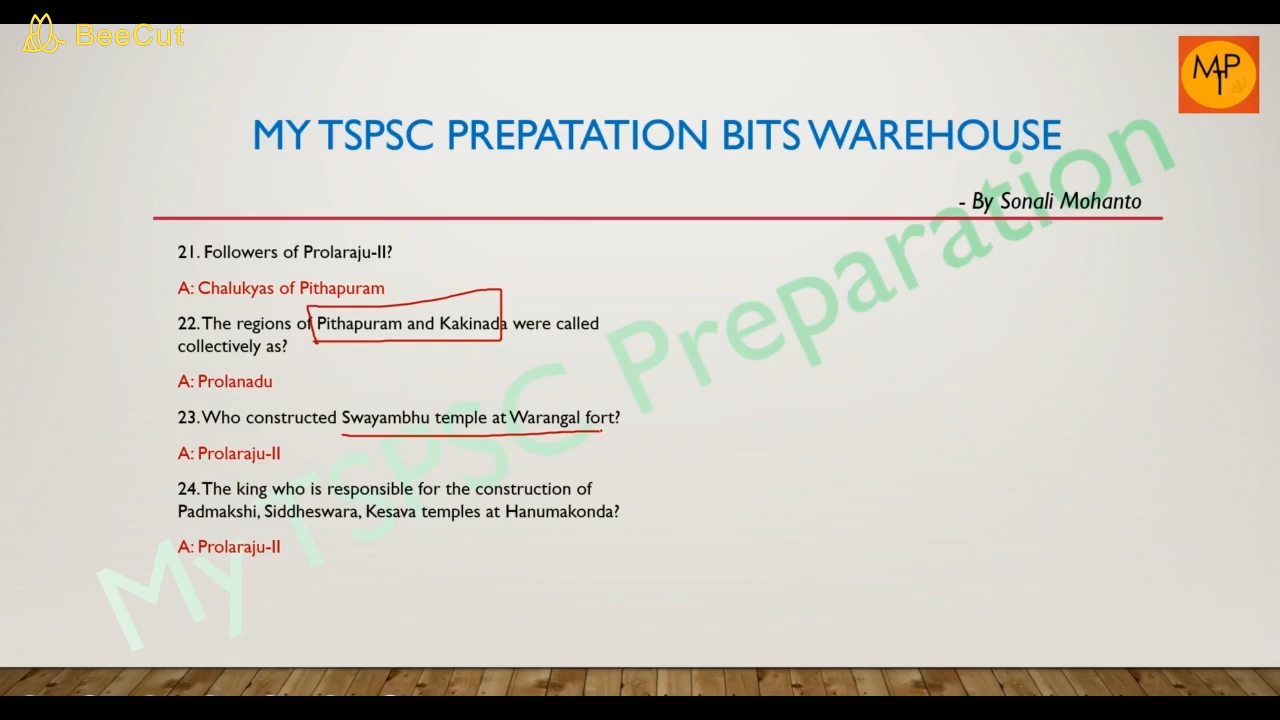 BeeCut
MTP
MY TSPSC PREPATATION BITS WAREHOUSE
- By Sonali Mohanto
21. Followers of Prolaraju-II?
A: Chalukyas of Pithapuram
22. The regions of Pithapuram and Kakinada were called
collectively as?
A: Prolanadu
23. Who constructed Swayambhu temple at Warangal fort?
A: Prolaraju-II
24. The king who is responsible for the construction of
Padmakshi, Siddheswara, Kesava temples at Hanumakonda?
A: Prolaraju-II
My TSPSC Preparation